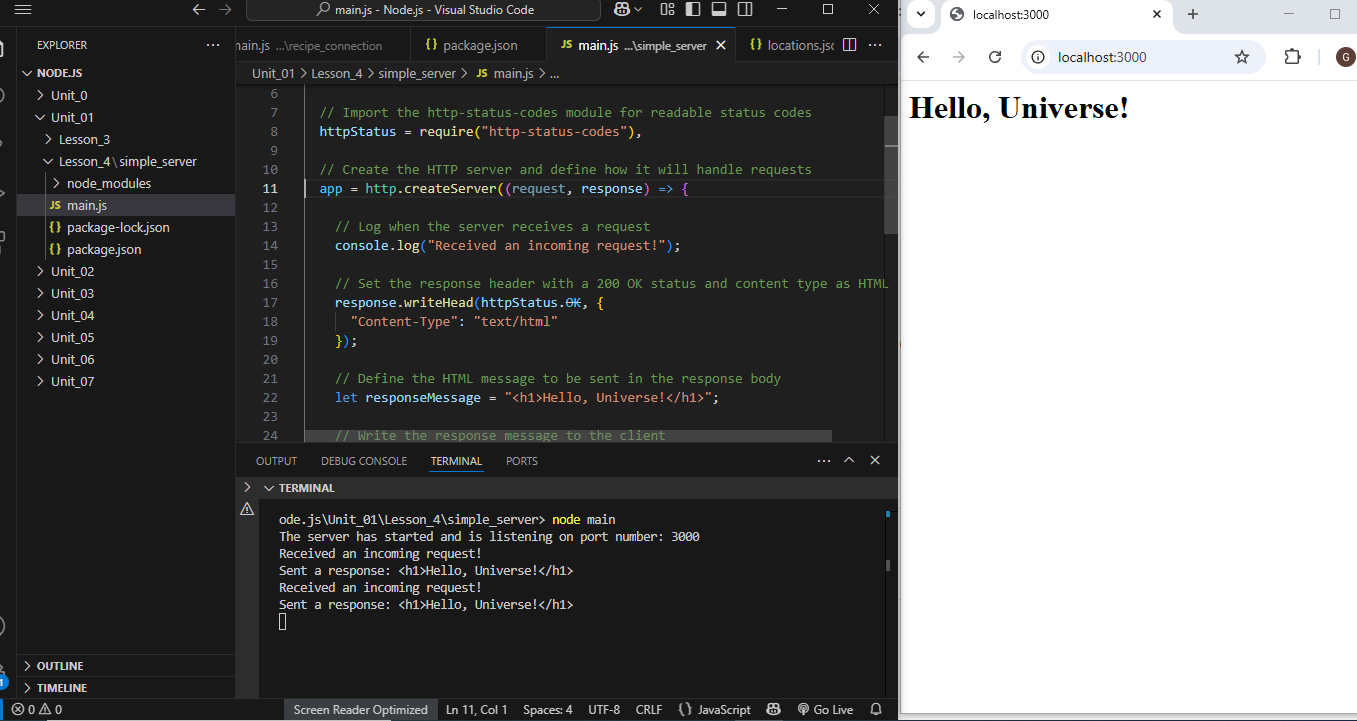 main.js - Node.js - Visual Studio Code
EXPLORER
NODE.JS
Unit_0
Unit_01
Lesson_3
Lesson_4\simple_server
node_modules
JS main.js
{} package-lock.json
{} package.json
Unit_02
Unit_03
Unit_04
Unit_05
Unit_06
Unit_07
OUTLINE
TIMELINE
main.js ...\recipe_connection {} package.json JS main.js ...\simple_server {} locations.jsc
Unit_01 > Lesson_4 > simple_server > JS main.js > ...
6
7 // Import the http-status-codes module for readable status codes
8 httpStatus = require("http-status-codes"),
9
10 // Create the HTTP server and define how it will handle requests
11 app = http.createServer((request, response) => {
12
13 // Log when the server receives a request
14 console.log("Received an incoming request!");
15
16 // Set the response header with a 200 OK status and content type as HTML
17 response.writeHead(httpStatus.OK, {
18 "Content-Type": "text/html"
19 });
20
21 // Define the HTML message to be sent in the response body
22 let responseMessage = "<h1>Hello, Universe!</h1>";
23
24 // Write the response message to the client
OUTPUT DEBUG CONSOLE TERMINAL PORTS
TERMINAL
ode.js\Unit_01\Lesson_4\simple_server> node main
The server has started and is listening on port number: 3000
Received an incoming request!
Sent a response: <h1>Hello, Universe!</h1>
Received an incoming request!
Sent a response: <h1>Hello, Universe!</h1>
1
0 0 Screen Reader Optimized Ln 11, Col 1 Spaces: 4 UTF-8 CRLF {} JavaScript Go Live
localhost:3000
localhost:3000
G
Hello, Universe!